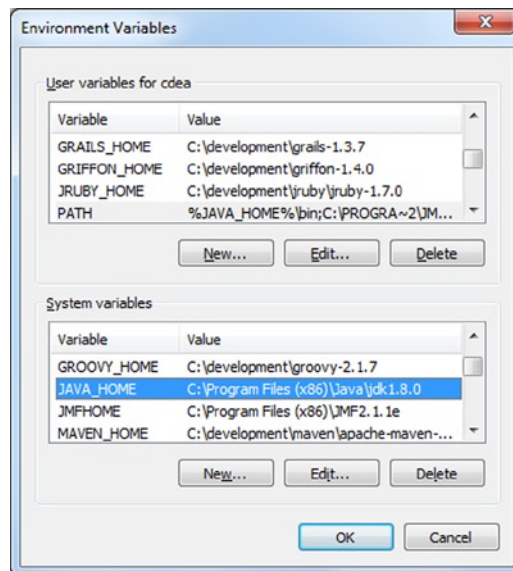 Environment Variables
User variables for cdea
Variable Value
GRAILS_HOME C:\development\grails-1.3.7
GRIFFON_HOME C:\development\griffon-1.4.0
JRUBY_HOME C:\development\jruby\jruby-1.7.0
PATH %JAVA_HOME%\bin;C:\PROGRA~2\JM...
New... Edit... Delete
System variables
Variable Value
GROOVY_HOME C:\development\groovy-2.1.7
JAVA_HOME C:\Program Files (x86)\Java\jdk1.8.0
JMFHOME C:\Program Files (x86)\JMF2.1.1e
MAVEN_HOME C:\development\maven\apache-maven-...
New... Edit... Delete
OK Cancel